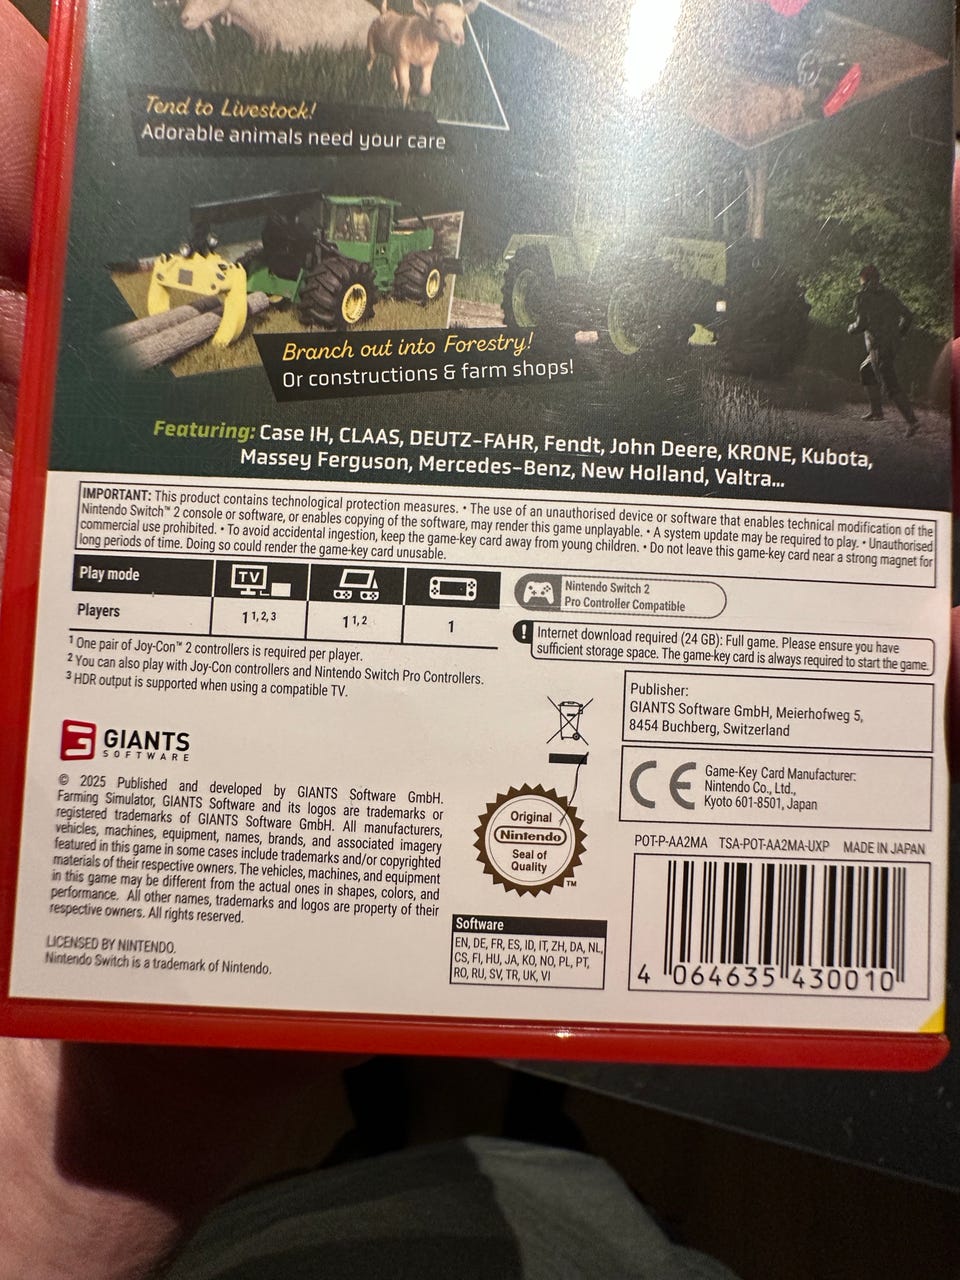 Tend to Livestock!
Adorable animals need your care
Branch out into Forestry!
Or constructions & farm shops!
Featuring: Case IH, CLAAS, DEUTZ-FAHR, Fendt, John Deere, KRONE, Kubota,
Massey Ferguson, Mercedes-Benz, New Holland, Valtra...
IMPORTANT: This product contains technological protection measures. • The use of an unauthorised device or software that enables technical modification of the
Nintendo Switch™ 2 console or software, or enables copying of the software, may render this game unplayable. • A system update may be required to play. • Unauthorised
commercial use prohibited. • To avoid accidental ingestion, keep the game-key card away from young children. • Do not leave this game-key card near a strong magnet for
long periods of time. Doing so could render the game-key card unusable.
Play mode
TV
Players
1 1, 2, 3
1 1, 2
1
Nintendo Switch 2
Pro Controller Compatible
! Internet download required (24 GB): Full game. Please ensure you have
sufficient storage space. The game-key card is always required to start the game.
1 One pair of Joy-Con™ 2 controllers is required per player.
2 You can also play with Joy-Con controllers and Nintendo Switch Pro Controllers.
3 HDR output is supported when using a compatible TV.
Publisher:
GIANTS Software GmbH, Meierhofweg 5,
8454 Buchberg, Switzerland
GIANTS
SOFTWARE
CE
Game-Key Card Manufacturer:
Nintendo Co., Ltd.,
Kyoto 601-8501, Japan
© 2025 Published and developed by GIANTS Software GmbH.
Farming Simulator, GIANTS Software and its logos are trademarks or
registered trademarks of GIANTS Software GmbH. All manufacturers,
vehicles, machines, equipment, names, brands, and associated imagery
featured in this game in some cases include trademarks and/or copyrighted
materials of their respective owners. The vehicles, machines, and equipment
in this game may be different from the actual ones in shapes, colors, and
performance. All other names, trademarks and logos are property of their
respective owners. All rights reserved.
Original
Nintendo
Seal of
Quality
TM
POT-P-AA2MA TSA-POT-AA2MA-UXP MADE IN JAPAN
LICENSED BY NINTENDO.
Nintendo Switch is a trademark of Nintendo.
Software
EN, DE, FR, ES, ID, IT, ZH, DA, NL,
CS, FI, HU, JA, KO, NO, PL, PT,
RO, RU, SV, TR, UK, VI
4 064635 430010